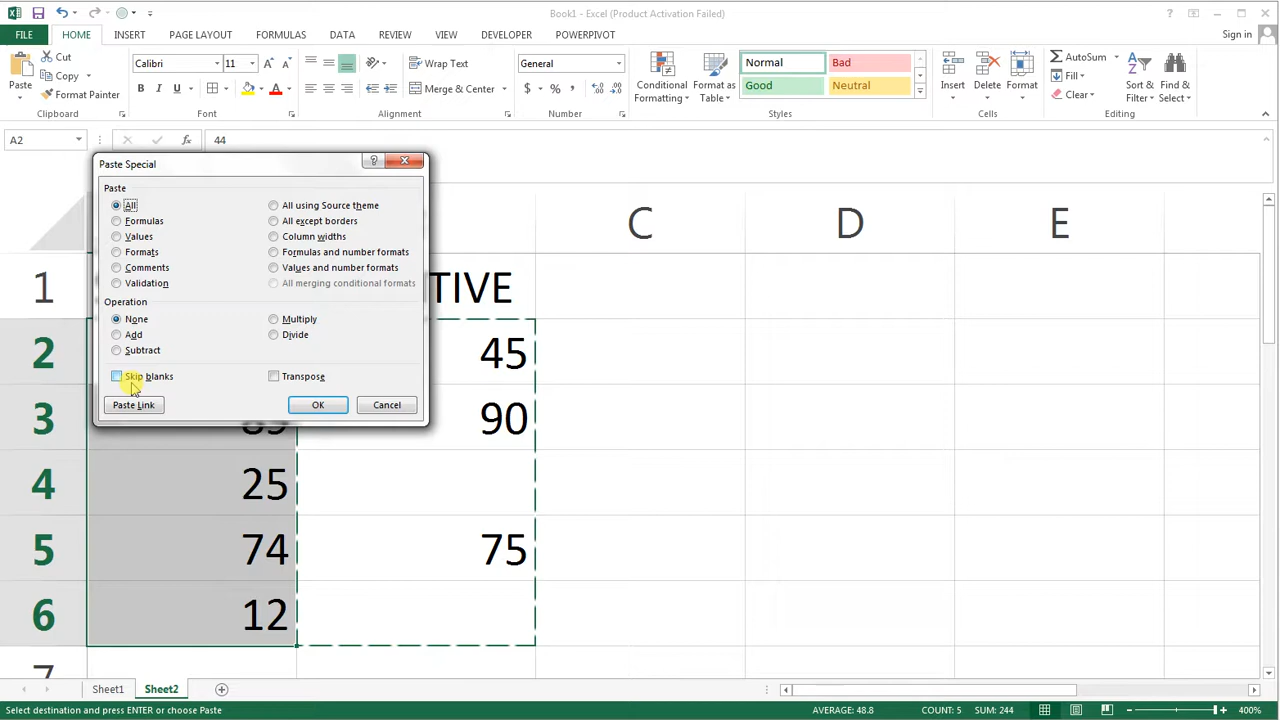 Book1 - Excel (Product Activation Failed)
FILE HOME INSERT PAGE LAYOUT FORMULAS DATA REVIEW VIEW DEVELOPER POWERPIVOT Sign in
Cut
Copy
Format Painter
Paste
Clipboard
Calibri 11
B I U
Font
Wrap Text
Merge & Center
Alignment
General
$ % ,
Number
Conditional Formatting
Format as Table
Normal Bad
Good Neutral
Styles
Insert Delete Format
Cells
AutoSum
Fill
Clear
Sort & Filter
Find & Select
Editing
A2 fx 44
Paste Special
Paste
All All using Source theme
Formulas All except borders
Values Column widths
Formats Formulas and number formats
Comments Values and number formats
Validation All merging conditional formats
Operation
None Multiply
Add Divide
Subtract
Skip blanks Transpose
Paste Link OK Cancel
C D E
1 TIVE
2 45
3 90
4 25
5 74 75
6 12
Sheet1 Sheet2
Select destination and press ENTER or choose Paste AVERAGE: 48.8 COUNT: 5 SUM: 244 400%